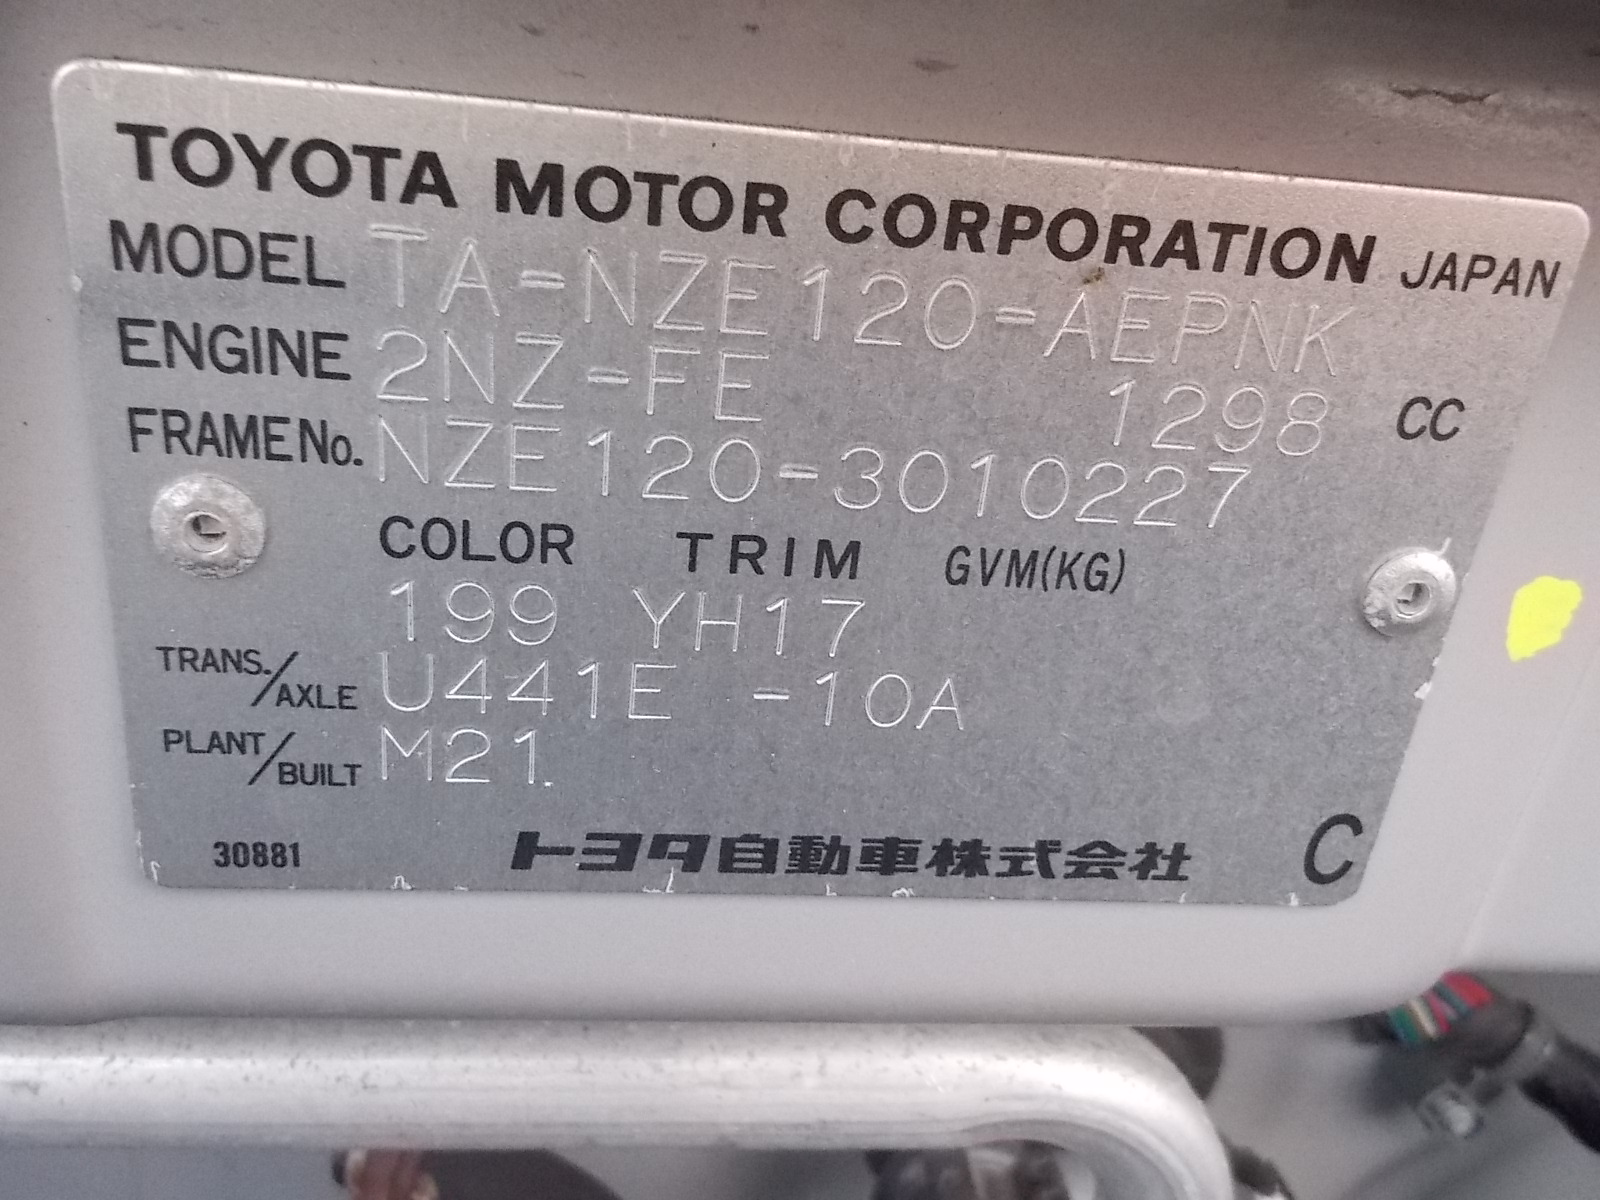 TOYOTA MOTOR CORPORATION JAPAN
MODEL TA-NZE120-AEPNK
ENGINE 2NZ-FE 1298 CC
FRAME No. NZE120-3010227
COLOR TRIM GVM(KG)
199 YH17
TRANS./AXLE U441E -10A
PLANT/BUILT M21
30881 トヨタ自動車株式会社 C